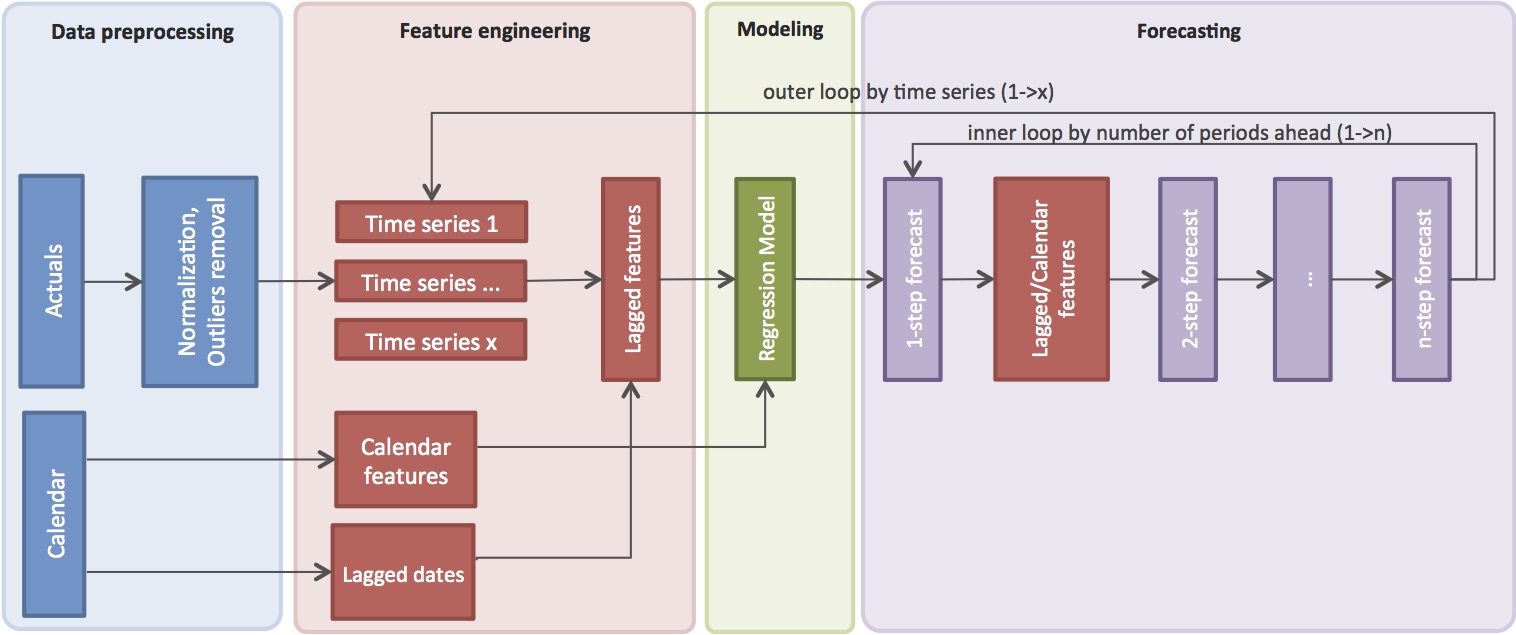 Data preprocessing
Feature engineering
Modeling
Forecasting
outer loop by time series (1->x)
inner loop by number of periods ahead (1->n)
Actuals
Normalization,
Outliers removal
Time series 1
Time series ...
Time series x
Lagged features
Regression Model
1-step forecast
Lagged/Calendar
features
2-step forecast
...
n-step forecast
Calendar
Calendar
features
Lagged dates